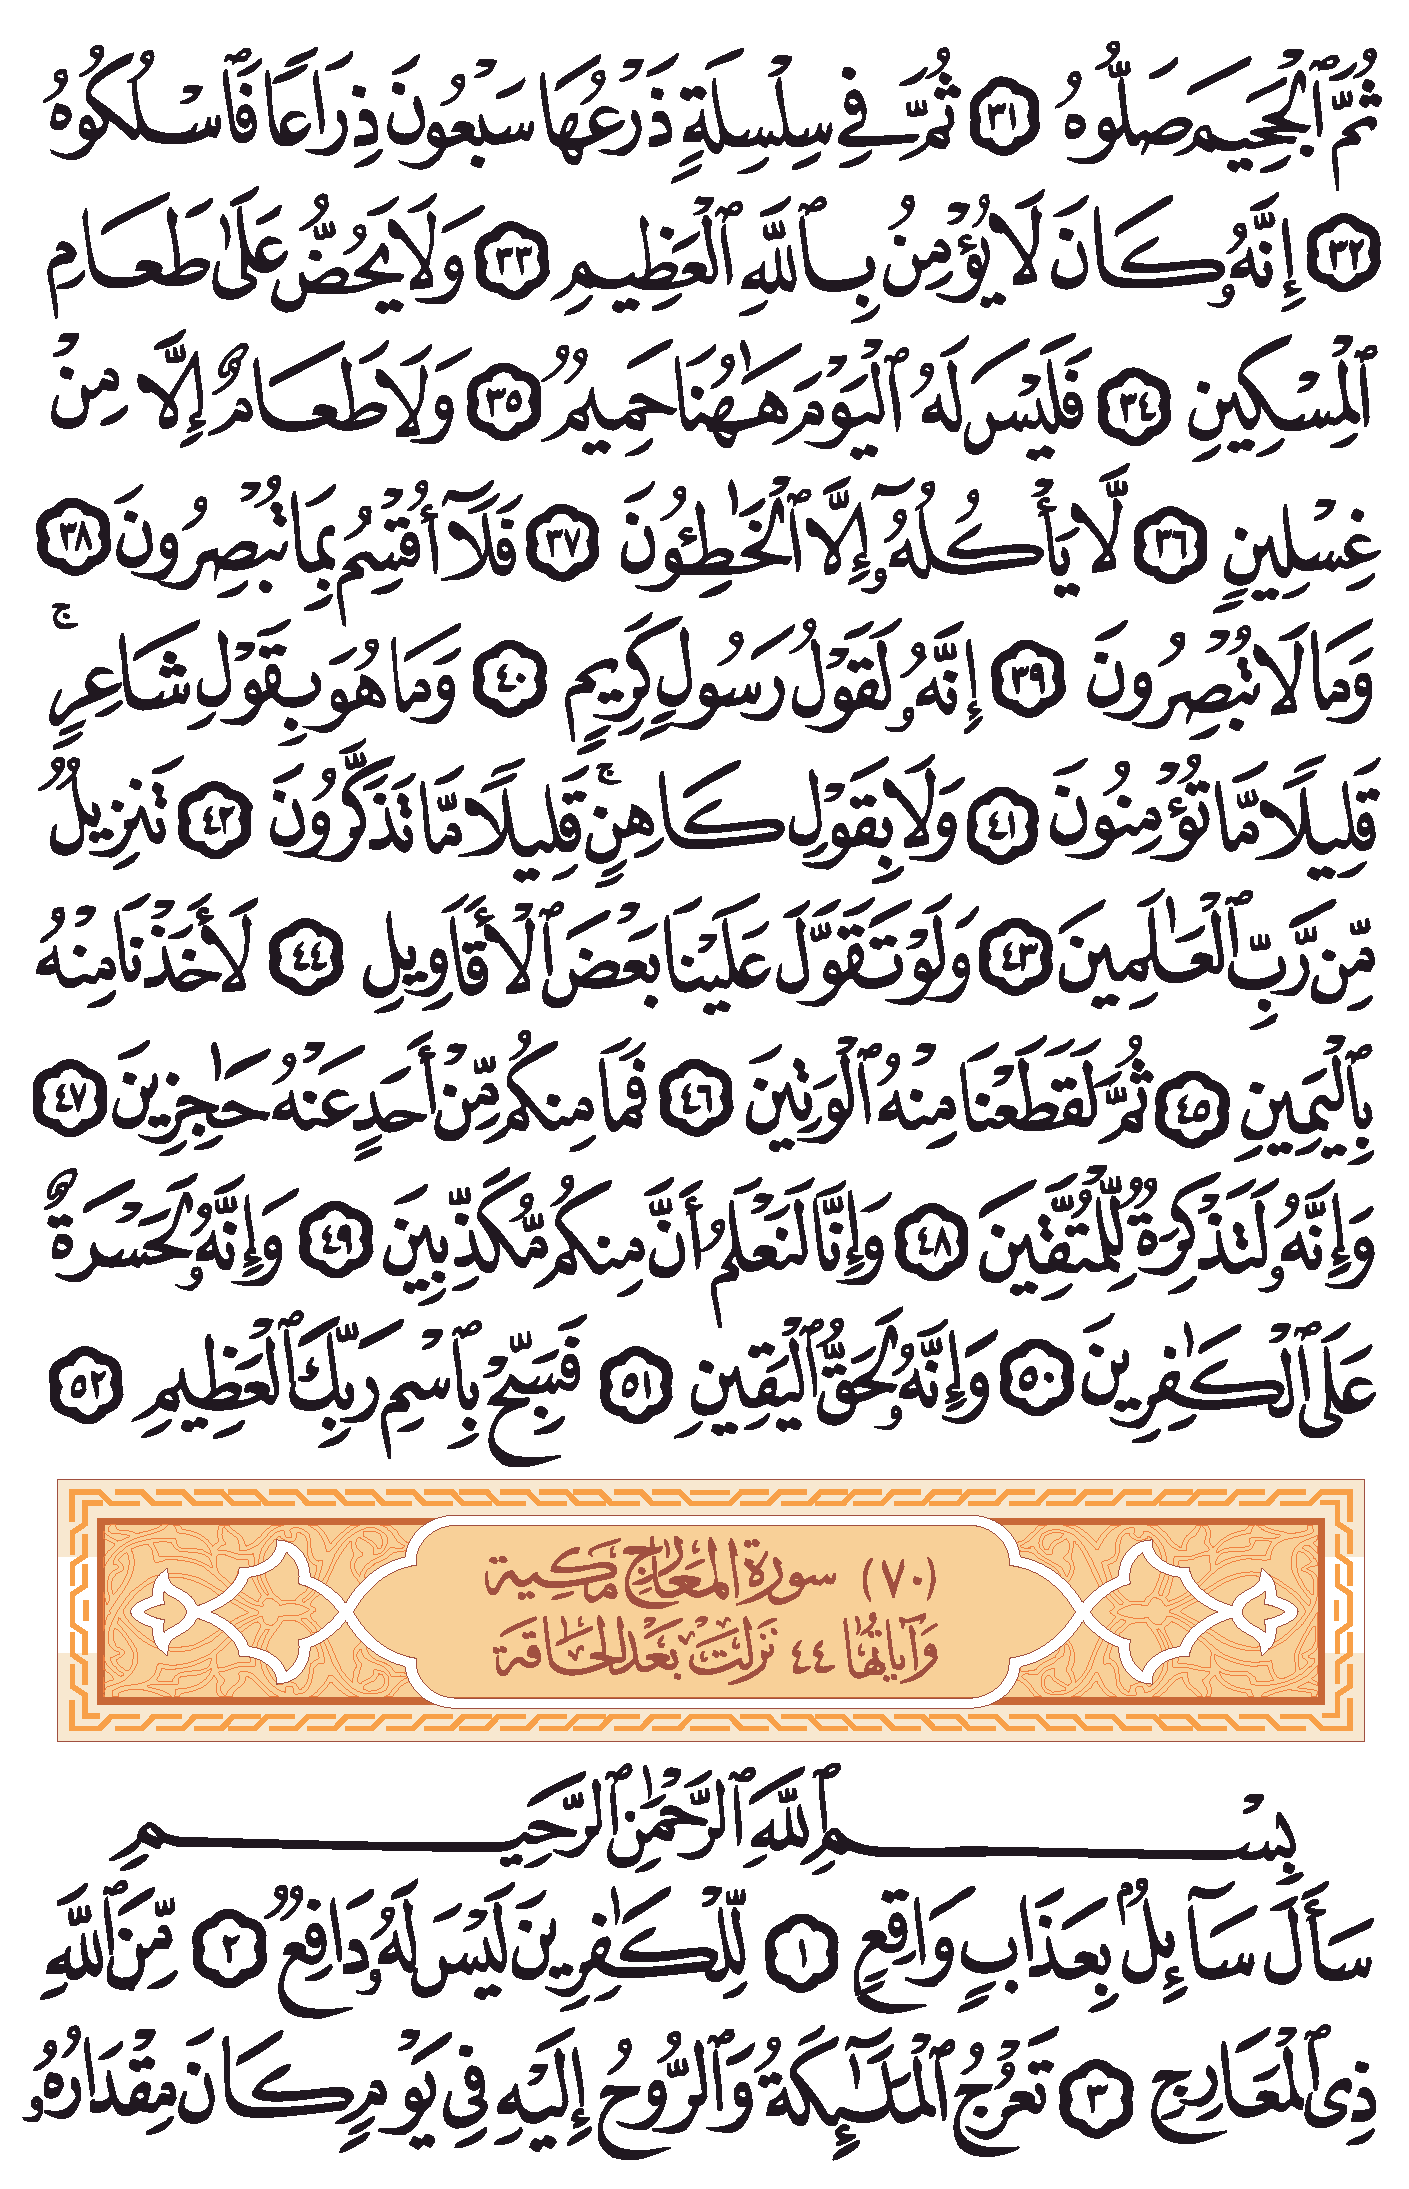 ثُمَّ ٱلْجَحِيمَ صَلُّوهُ ٣١ ثُمَّ فِي سِلْسِلَةٍ ذَرْعُهَا سَبْعُونَ ذِرَاعًا فَٱسْلُكُوهُ
٣٢ إِنَّهُۥ كَانَ لَا يُؤْمِنُ بِٱللَّهِ ٱلْعَظِيمِ ٣٣ وَلَا يَحُضُّ عَلَىٰ طَعَامِ
ٱلْمِسْكِينِ ٣٤ فَلَيْسَ لَهُ ٱلْيَوْمَ هَٰهُنَا حَمِيمٌ ٣٥ وَلَا طَعَامٌ إِلَّا مِنْ
غِسْلِينٍ ٣٦ لَّا يَأْكُلُهُۥٓ إِلَّا ٱلْخَٰطِـُٔونَ ٣٧ فَلَآ أُقْسِمُ بِمَا تُبْصِرُونَ ٣٨
وَمَا لَا تُبْصِرُونَ ٣٩ إِنَّهُۥ لَقَوْلُ رَسُولٍ كَرِيمٍ ٤٠ وَمَا هُوَ بِقَوْلِ شَاعِرٍۚ
قَلِيلًا مَّا تُؤْمِنُونَ ٤١ وَلَا بِقَوْلِ كَاهِنٍۚ قَلِيلًا مَّا تَذَكَّرُونَ ٤٢ تَنزِيلٌ
مِّن رَّبِّ ٱلْعَٰلَمِينَ ٤٣ وَلَوْ تَقَوَّلَ عَلَيْنَا بَعْضَ ٱلْأَقَاوِيلِ ٤٤ لَأَخَذْنَا مِنْهُ
بِٱلْيَمِينِ ٤٥ ثُمَّ لَقَطَعْنَا مِنْهُ ٱلْوَتِينَ ٤٦ فَمَا مِنكُم مِّنْ أَحَدٍ عَنْهُ حَٰجِزِينَ ٤٧
وَإِنَّهُۥ لَتَذْكِرَةٌ لِّلْمُتَّقِينَ ٤٨ وَإِنَّا لَنَعْلَمُ أَنَّ مِنكُم مُّكَذِّبِينَ ٤٩ وَإِنَّهُۥ لَحَسْرَةٌ
عَلَى ٱلْكَٰفِرِينَ ٥٠ وَإِنَّهُۥ لَحَقُّ ٱلْيَقِينِ ٥١ فَسَبِّحْ بِٱسْمِ رَبِّكَ ٱلْعَظِيمِ ٥٢
(٧٠) سورة المعارج مكية
وآياتها ٤٤ نزلت بعد الحاقة
بِسْمِ ٱللَّهِ ٱلرَّحْمَٰنِ ٱلرَّحِيمِ
سَأَلَ سَآئِلٌۢ بِعَذَابٍ وَاقِعٍ ١ لِّلْكَٰفِرِينَ لَيْسَ لَهُۥ دَافِعٌ ٢ مِّنَ ٱللَّهِ
ذِى ٱلْمَعَارِجِ ٣ تَعْرُجُ ٱلْمَلَٰٓئِكَةُ وَٱلرُّوحُ إِلَيْهِ فِى يَوْمٍ كَانَ مِقْدَارُهُۥ